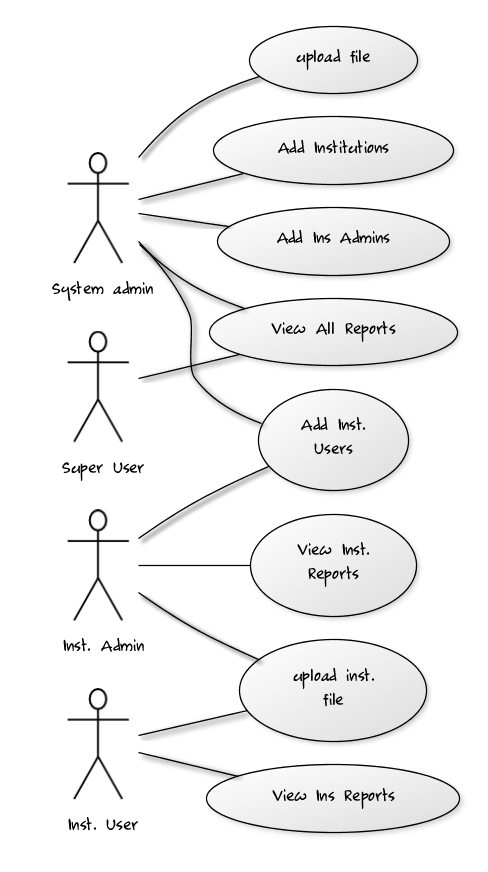 upload file
Add Institutions
Add Ins Admins
System admin
View All Reports
Super User
Add Inst.
Users
View Inst.
Reports
Inst. Admin
upload inst.
file
View Ins Reports
Inst. User